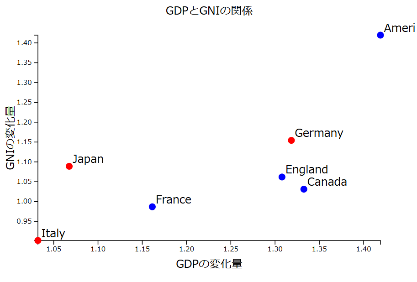 GDPとGNIの関係
1.40
1.35
1.30
1.25
1.20
1.15
1.10
1.05
1.00
0.95
GNIの変化量
Ameri
Germany
Japan
England
Canada
France
Italy
1.05 1.10 1.15 1.20 1.25 1.30 1.35 1.40
GDPの変化量